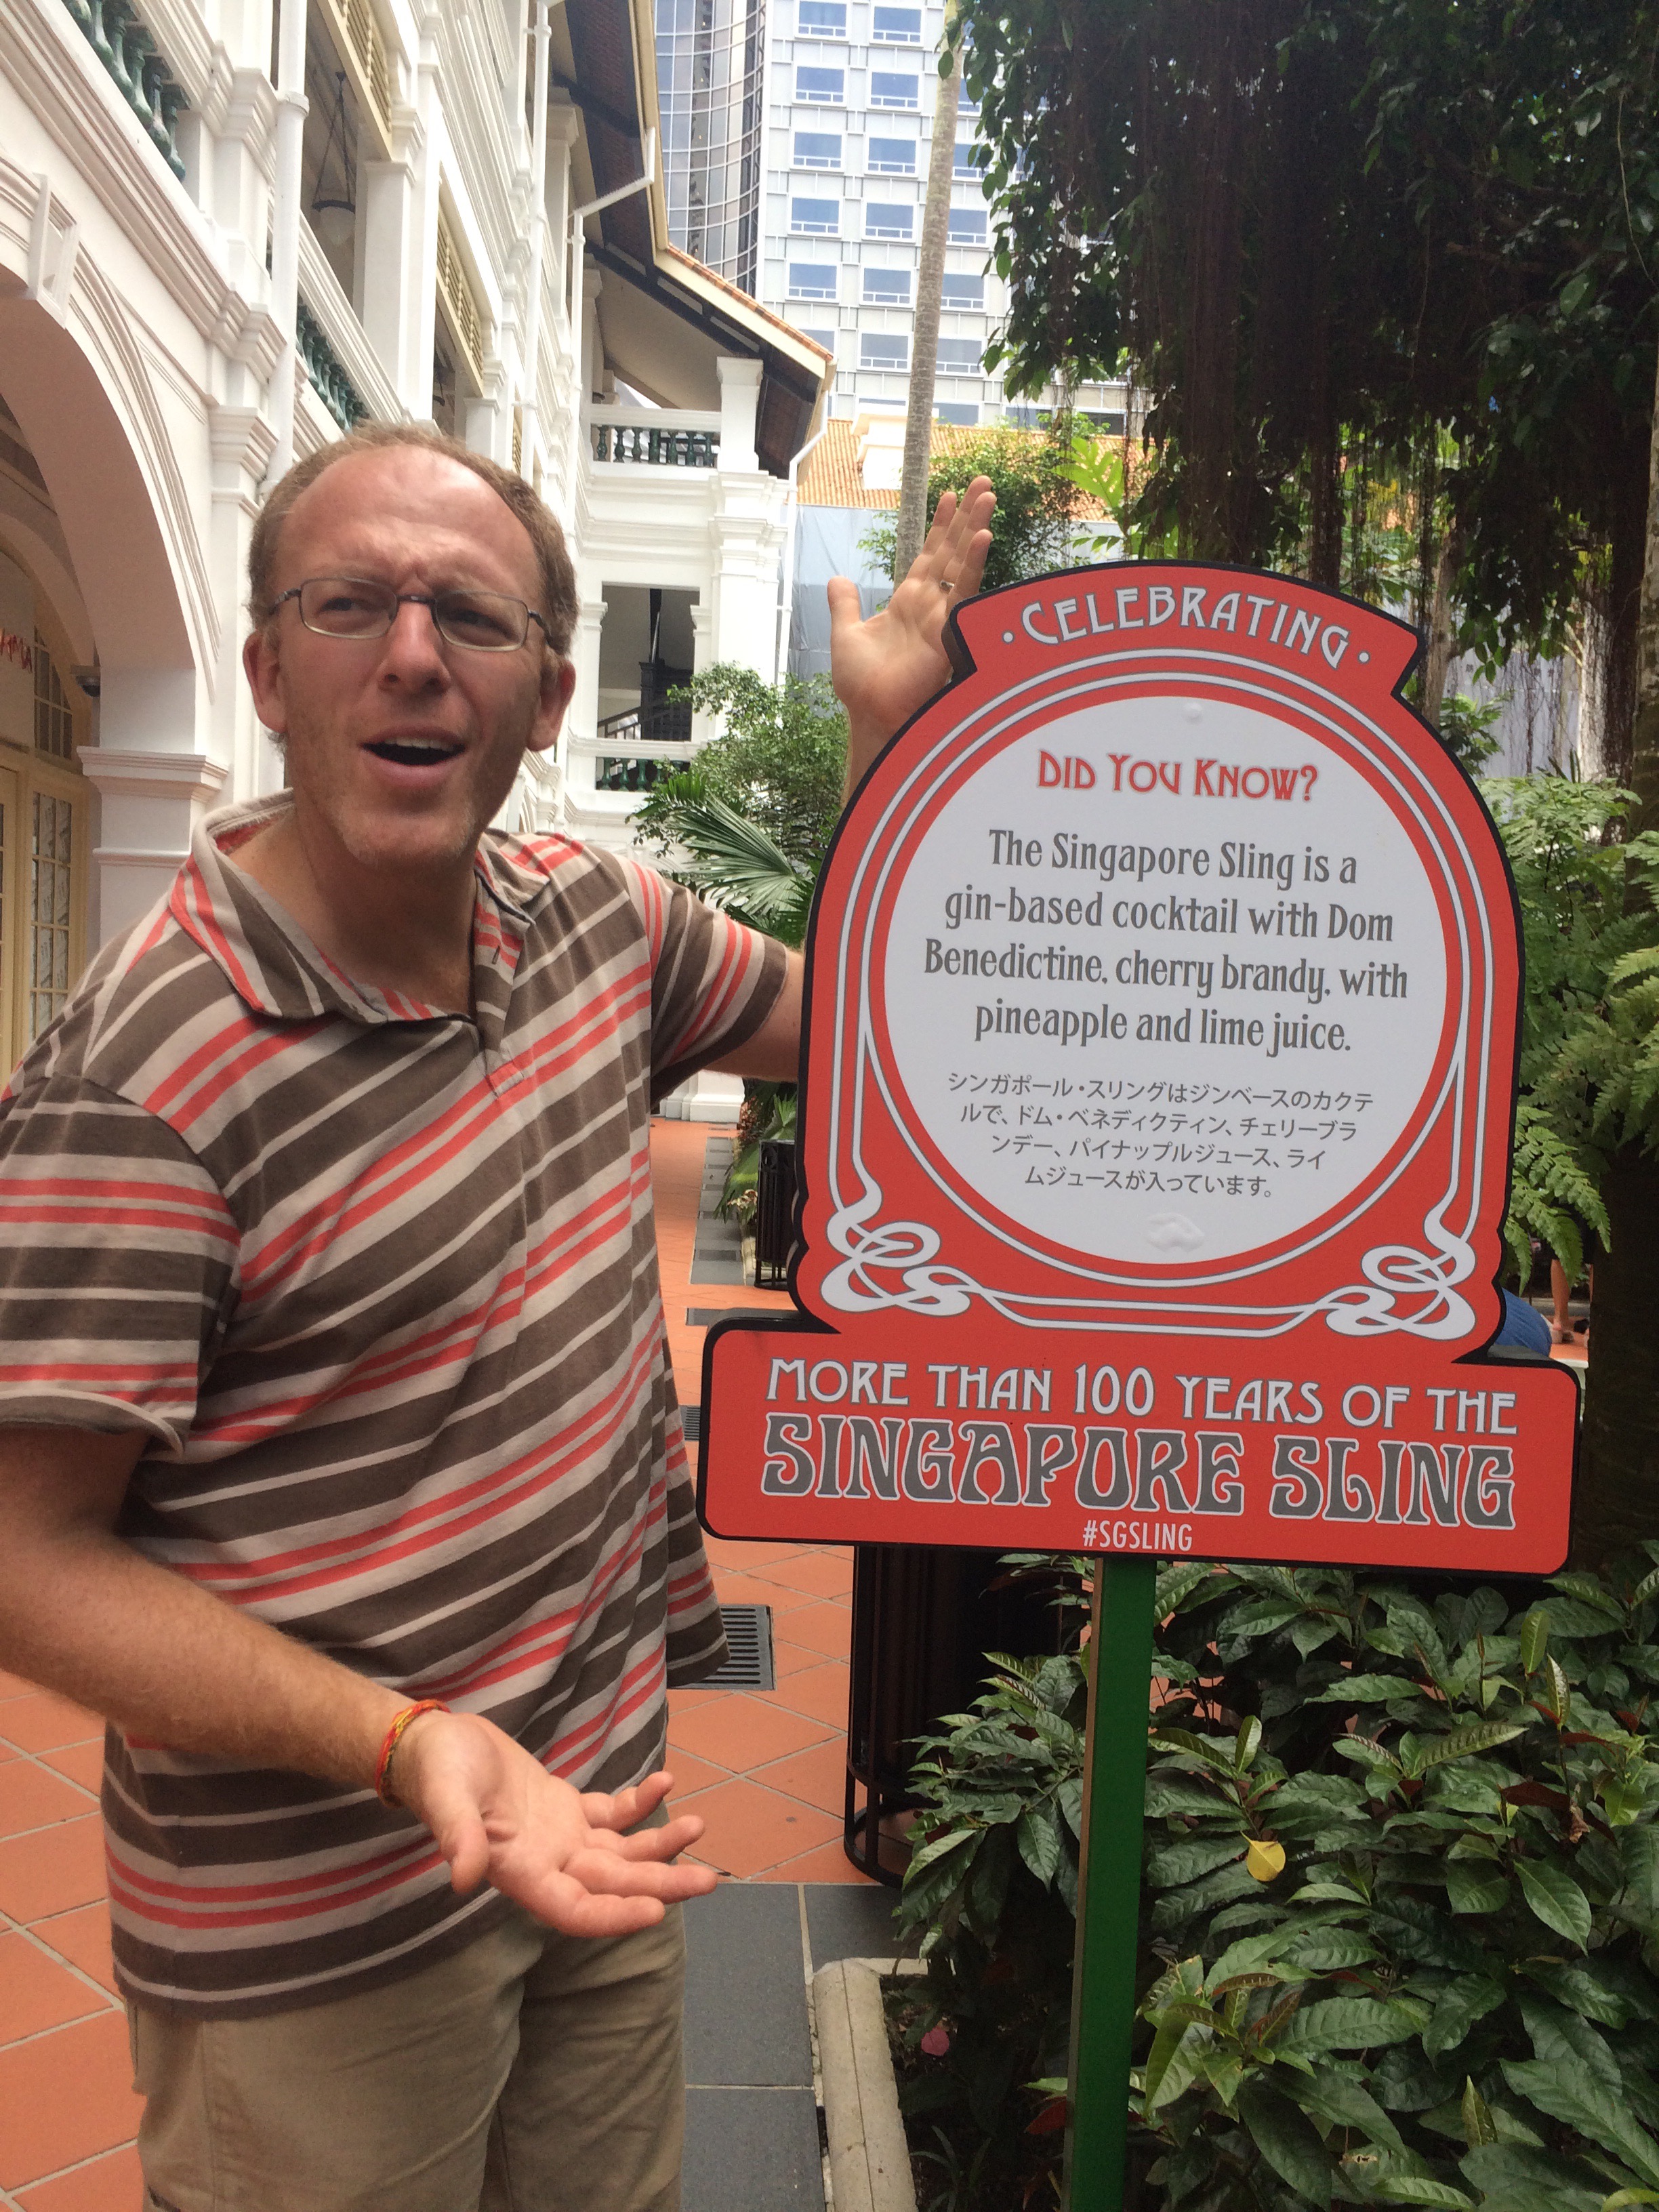 • CELEBRATING •
DID YOU KNOW?
The Singapore Sling is a
gin-based cocktail with Dom
Benedictine, cherry brandy, with
pineapple and lime juice.
シンガポール・スリングはジンベースのカクテ
ルで、ドム・ベネディクティン、チェリーブラ
ンデー、パイナップルジュース、ライ
ムジュースが入っています。
MORE THAN 100 YEARS OF THE
SINGAPORE SLING
#SGSLING